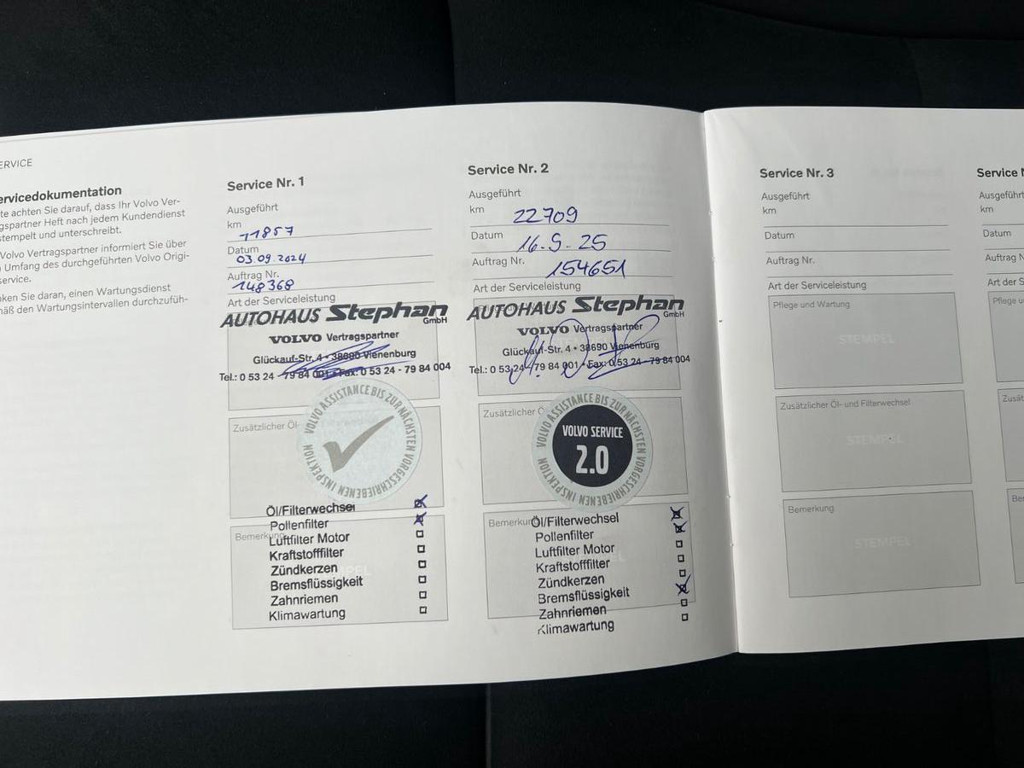 ERVICE
ervicedokumentation
te achten Sie darauf, dass Ihr Volvo Ver-
gspartner Heft nach jedem Kundendienst
stempelt und unterschreibt.
Volvo Vertragspartner informiert Sie über
Umfang des durchgeführten Volvo Origi-
service.
ken Sie daran, einen Wartungsdienst
mäß den Wartungsintervallen durchzufüh-
Service Nr. 1
Ausgeführt
km 11857
Datum
03.09.2024
Auftrag Nr.
148368
Art der Serviceleistung
AUTOHAUS Stephan
GmbH
VOLVO Vertragspartner
Glückauf-Str. 4 • 38690 Vienenburg
Tel.: 0 53 24 - 79 84 001 • Fax: 0 53 24 - 79 84 004
Zusätzlicher Öl-
VOLVO ASSISTANCE BIS ZUR NÄCHSTEN VORGESCHRIEBENEN INSPEKTION
Bemerkun
Öl/Filterwechsel
Pollenfilter
Luftfilter Motor
Kraftstofffilter
Zündkerzen
Bremsflüssigkeit
Zahnriemen
Klimawartung
Service Nr. 2
Ausgeführt
km 22709
Datum 16.9.25
Auftrag Nr. 154651
Art der Serviceleistung
AUTOHAUS Stephan
GmbH
VOLVO Vertragspartner
Glückauf-Str. 4 • 38690 Vienenburg
Tel.: 0 53 24 - 79 84 001 • Fax: 0 53 24 - 79 84 004
Zusätzlicher Ö
VOLVO ASSISTANCE BIS ZUR NÄCHSTEN VORGESCHRIEBENEN INSPEKTION
VOLVO SERVICE
2.0
Bemerkun
Öl/Filterwechsel
Pollenfilter
Luftfilter Motor
Kraftstofffilter
Zündkerzen
Bremsflüssigkeit
Zahnriemen
Klimawartung
Service Nr. 3
Ausgeführt
km
Datum
Auftrag Nr.
Art der Serviceleistung
Pflege und Wartung
STEMPEL
Zusätzlicher Öl- und Filterwechsel
STEMPEL
Bemerkung
STEMPEL
Service N
Ausgeführt
km
Datum
Auftrag N
Art der Se
Pflege u
Zusätz
Bemer